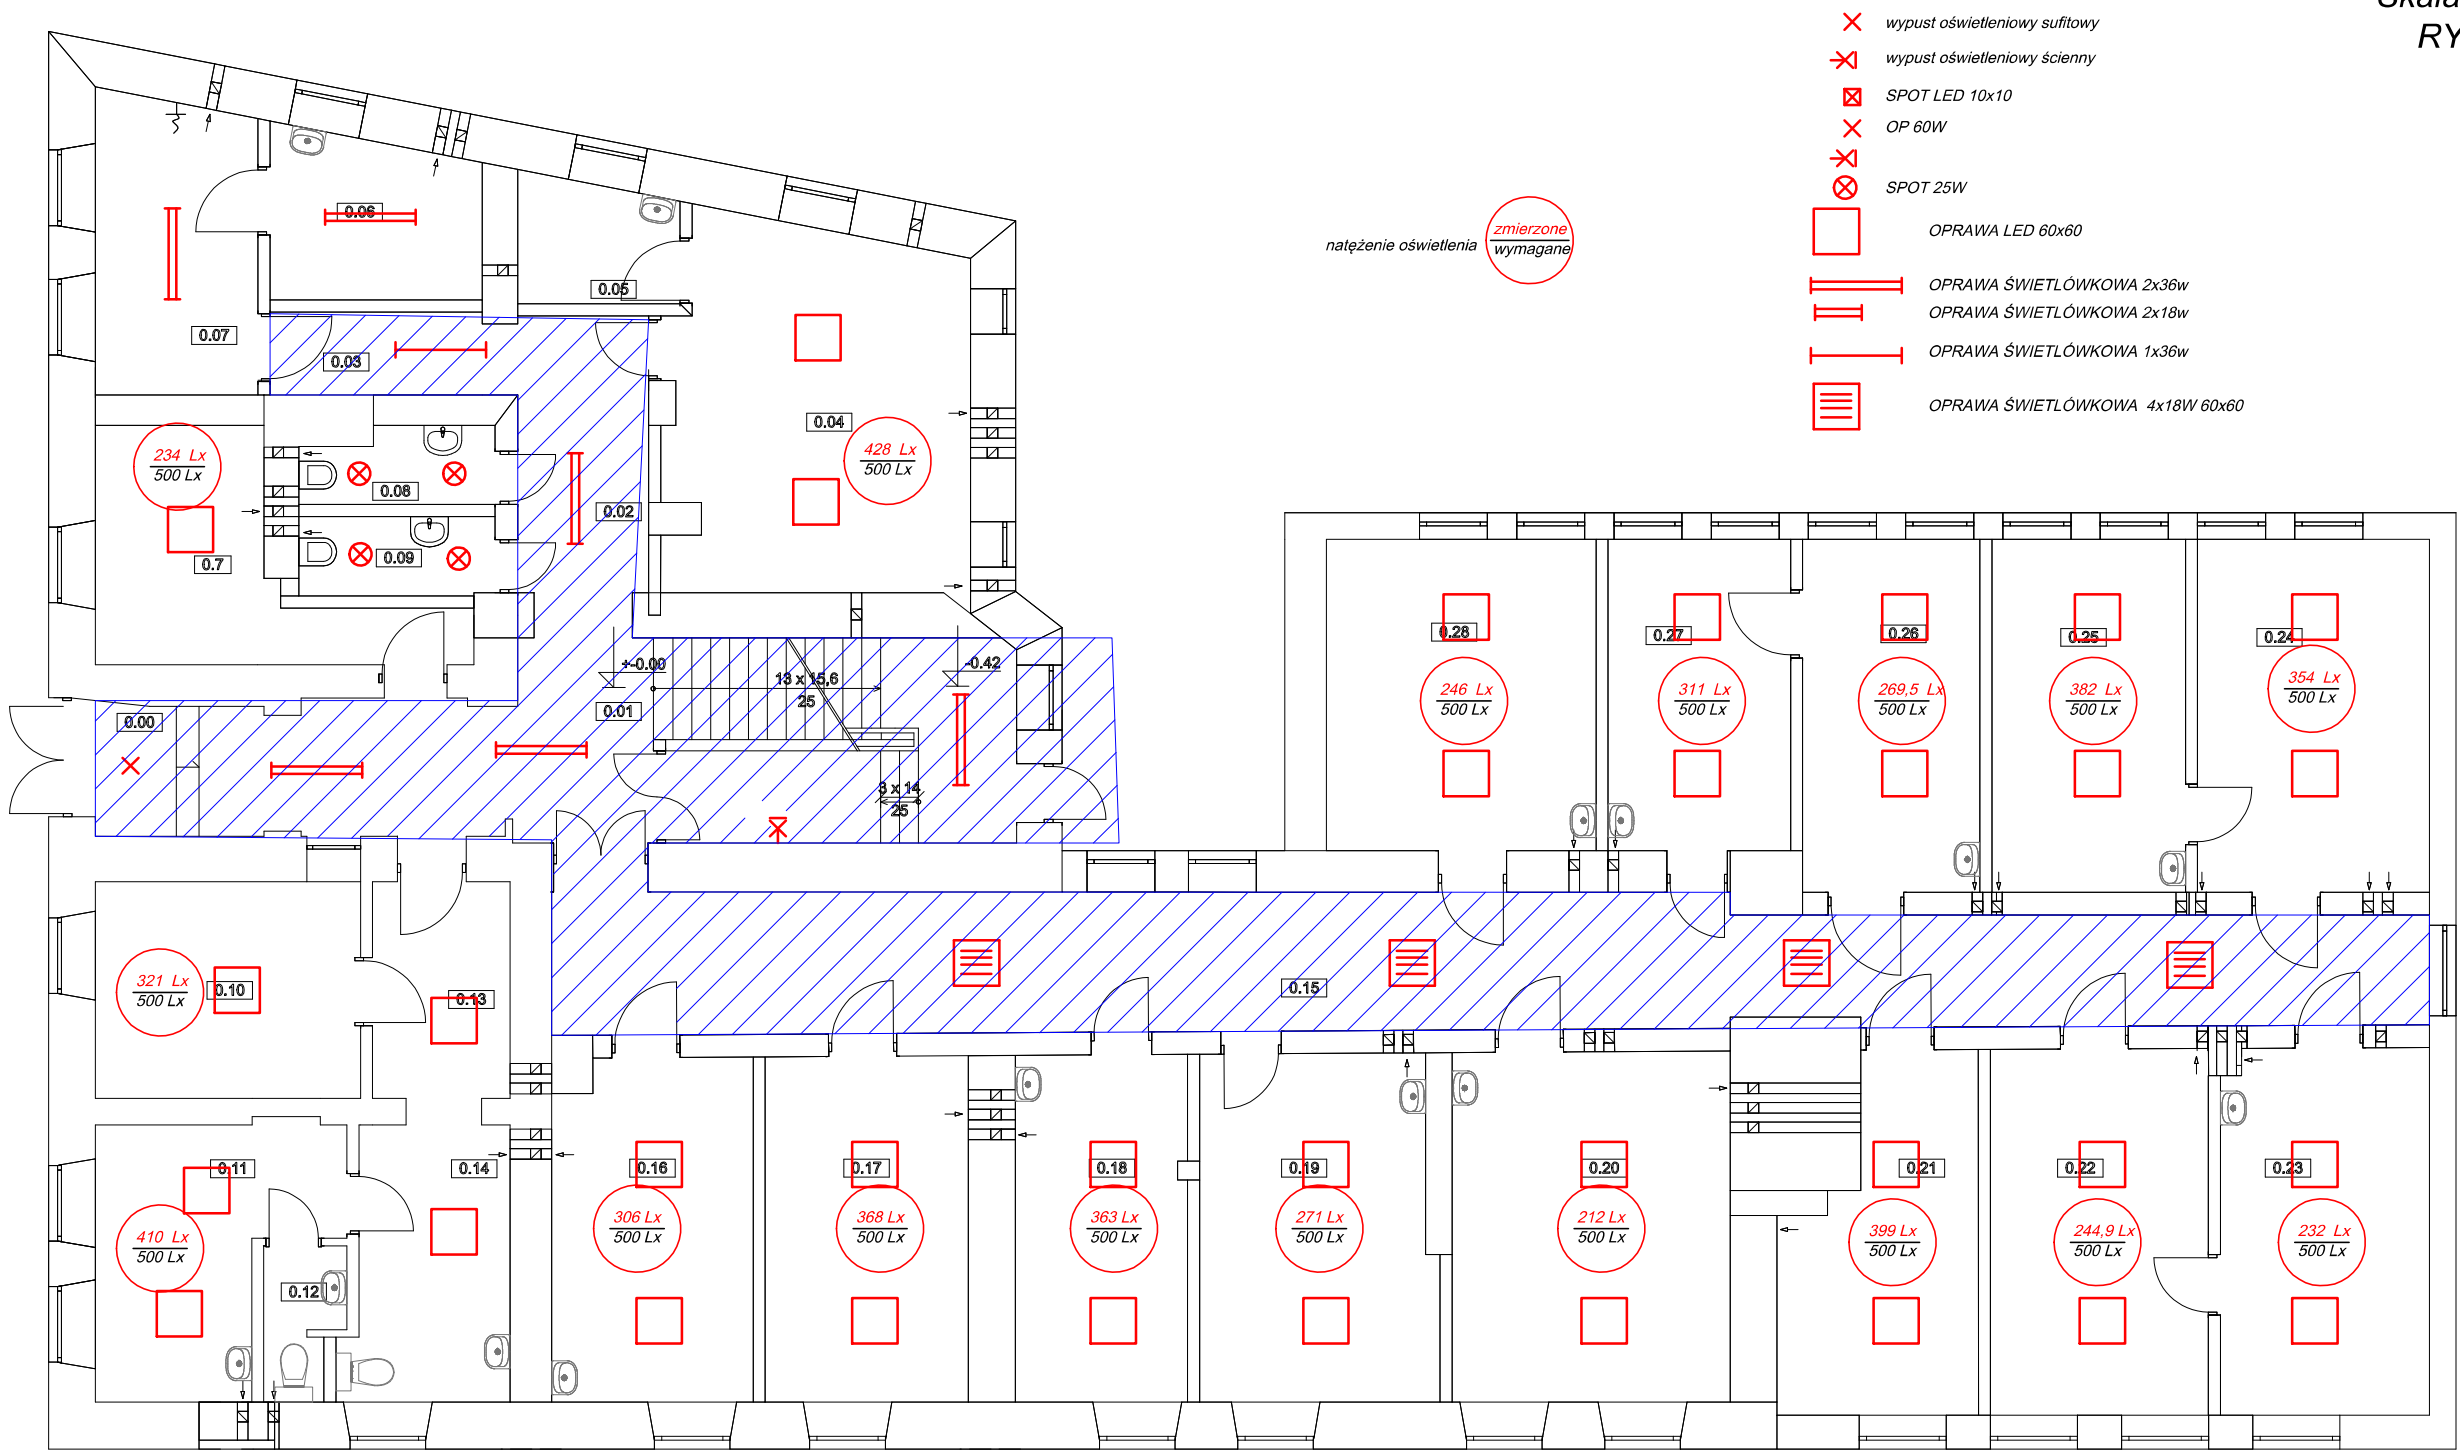 Skala
RY
wypust oświetleniowy sufitowy
wypust oświetleniowy ścienny
SPOT LED 10x10
OP 60W
SPOT 25W
OPRAWA LED 60x60
OPRAWA ŚWIETLÓWKOWA 2x36w
OPRAWA ŚWIETLÓWKOWA 2x18w
OPRAWA ŚWIETLÓWKOWA 1x36w
OPRAWA ŚWIETLÓWKOWA 4x18W 60x60
natężenie oświetlenia
zmierzone
wymagane
0.06
0.05
0.07
0.03
0.04
428 Lx
500 Lx
234 Lx
500 Lx
0.08
0.02
0.09
0.7
0.28
0.27
0.26
0.25
0.24
+-0.00
-0.42
13 x 15,6
25
0.01
0.00
246 Lx
500 Lx
311 Lx
500 Lx
269,5 Lx
500 Lx
382 Lx
500 Lx
354 Lx
500 Lx
3 x 14
25
321 Lx
500 Lx
0.10
0.13
0.15
0.11
0.14
0.16
0.17
0.18
0.19
0.20
0.21
0.22
0.23
410 Lx
500 Lx
306 Lx
500 Lx
368 Lx
500 Lx
363 Lx
500 Lx
271 Lx
500 Lx
212 Lx
500 Lx
399 Lx
500 Lx
244,9 Lx
500 Lx
232 Lx
500 Lx
0.12